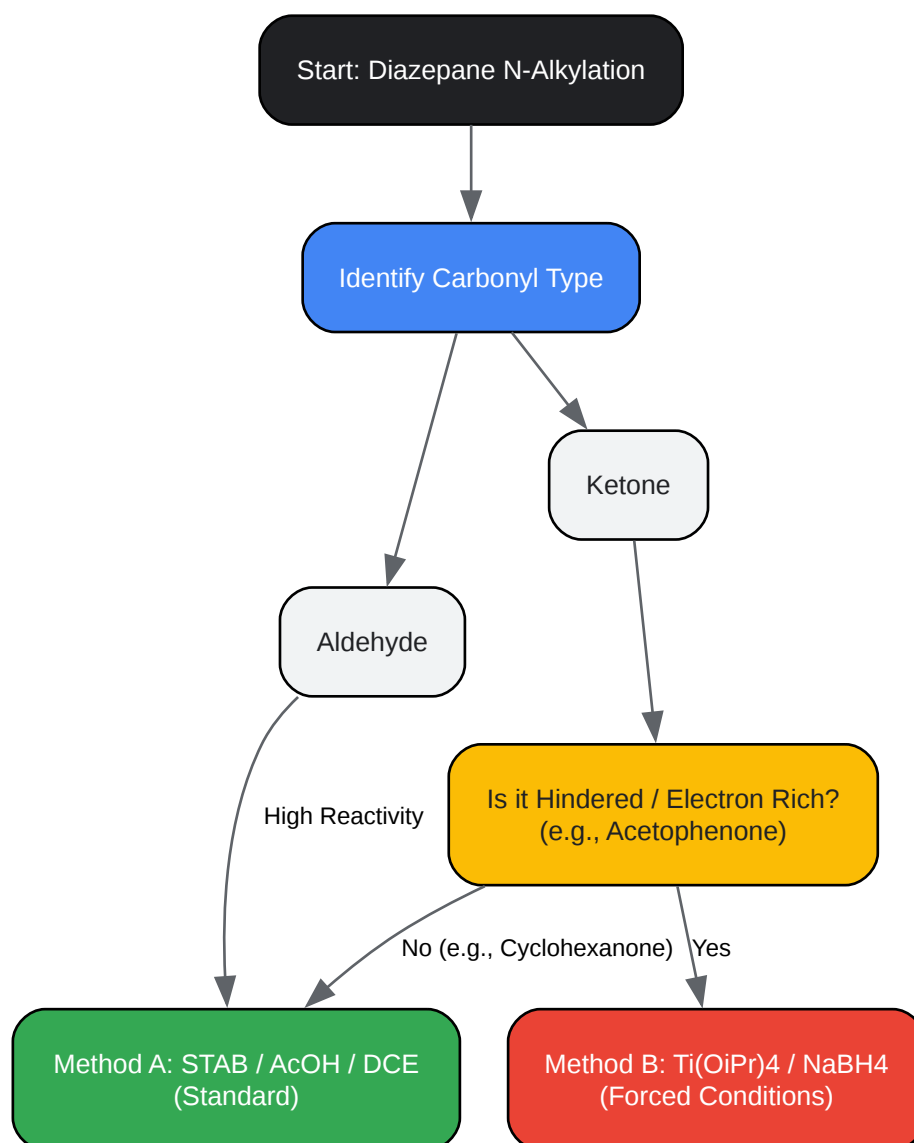 Start: Diazepane N-Alkylation
Identify Carbonyl Type
Ketone
Aldehyde
Is it Hindered / Electron Rich?
(e.g., Acetophenone)
High Reactivity
No (e.g., Cyclohexanone)
Yes
Method A: STAB / AcOH / DCE
(Standard)
Method B: Ti(OiPr)4 / NaBH4
(Forced Conditions)